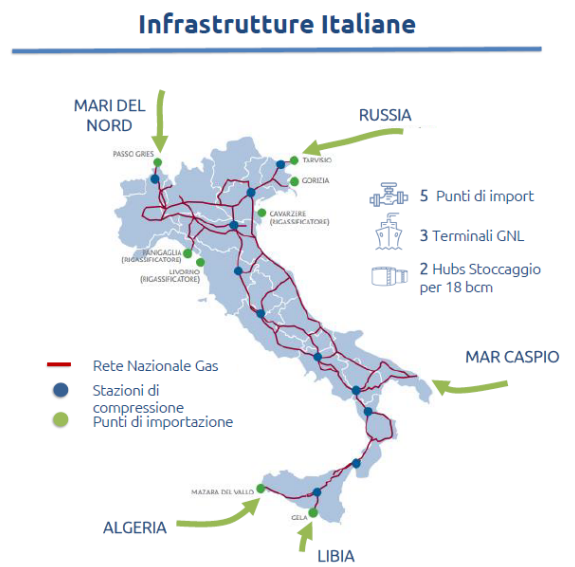 Infrastrutture Italiane
MARI DEL
NORD
RUSSIA
PASSO GRIES
TARVISIO
GORIZIA
CAVARZERE
(RIGASSIFICATORE)
PANIGAGLIA
(RIGASSIFICATORE)
LIVORNO
(RIGASSIFICATORE)
5 Punti di import
3 Terminali GNL
2 Hubs Stoccaggio
per 18 bcm
MAR CASPIO
Rete Nazionale Gas
Stazioni di
compressione
Punti di importazione
MAZARA DEL VALLO
GELA
ALGERIA
LIBIA